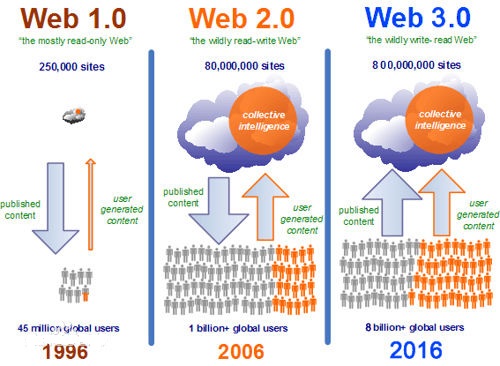 Web 1.0
"the mostly read-only Web"
250,000 sites
published
content
user
generated
content
45 million global users
1996
Web 2.0
"the wildly read-write Web"
80,000,000 sites
collective
intelligence
published
content
user
generated
content
1 billion+ global users
2006
Web 3.0
"the wildly write- read Web"
800,000,000 sites
collective
intelligence
published
content
user
generated
content
8 billion+ global users
2016